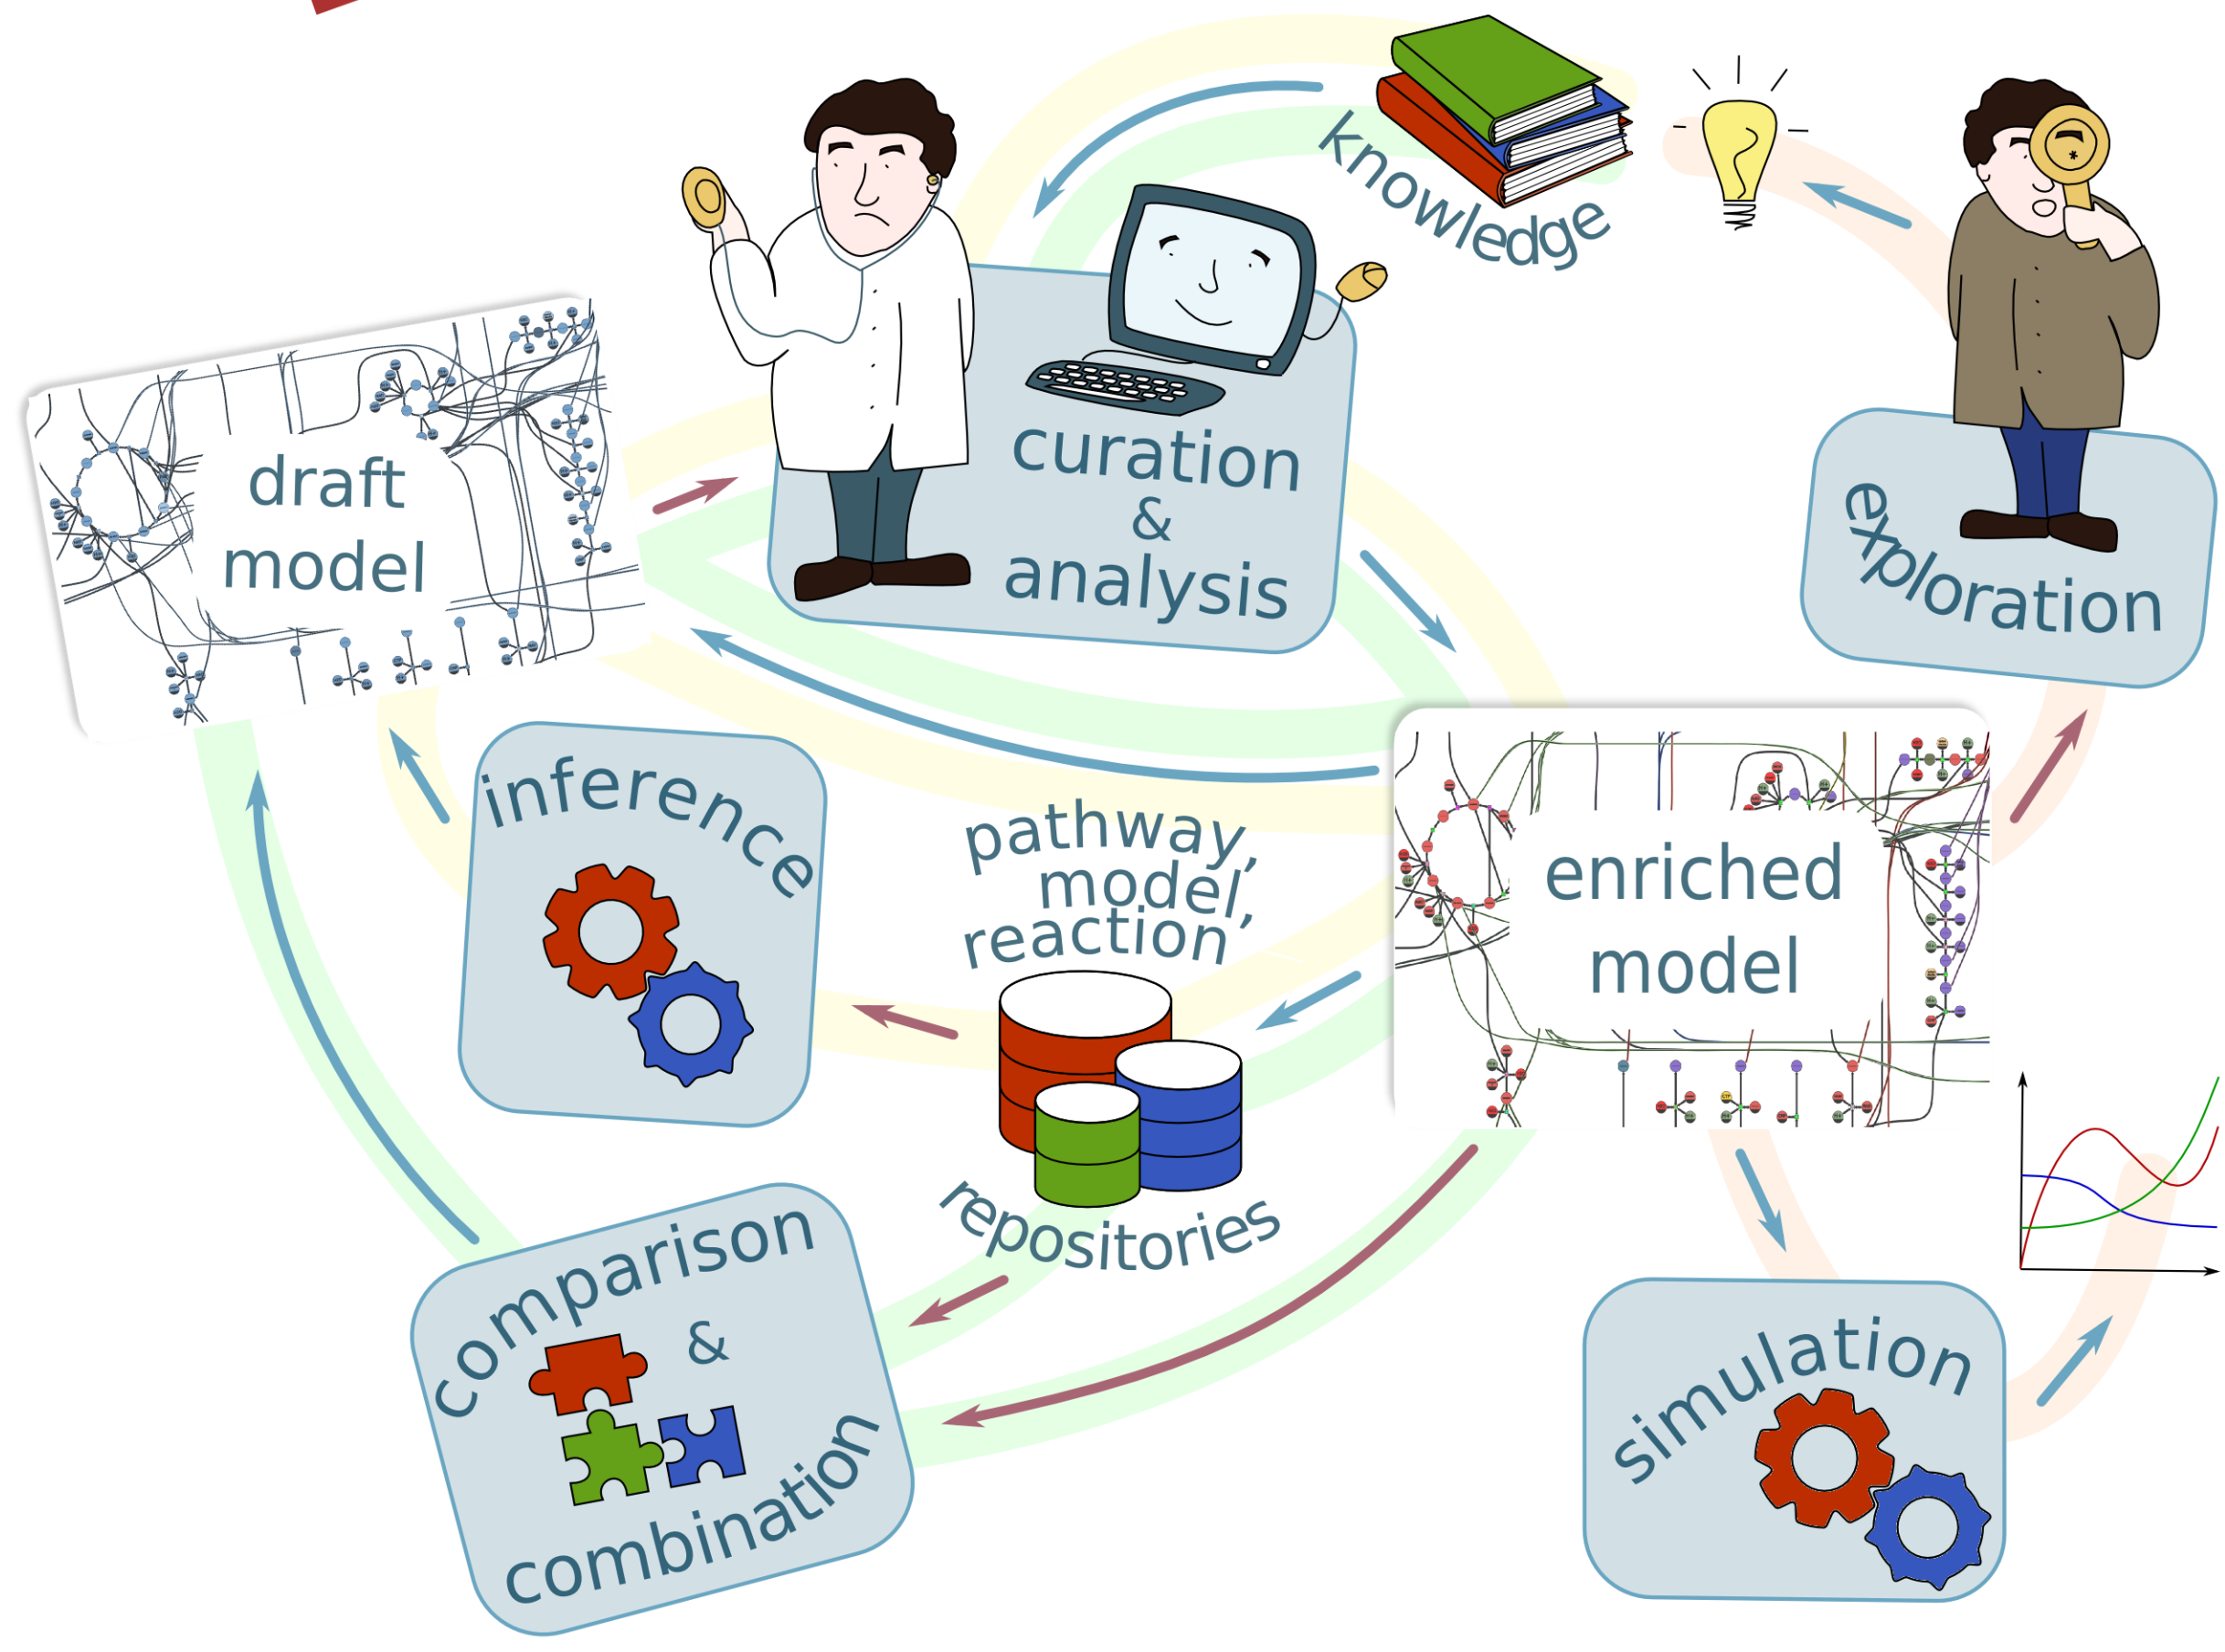 knowledge
curation
&
analysis
draft
model
exploration
inference
pathway,
model,
reaction,
repositories
enriched
model
comparison
&
combination
simulation